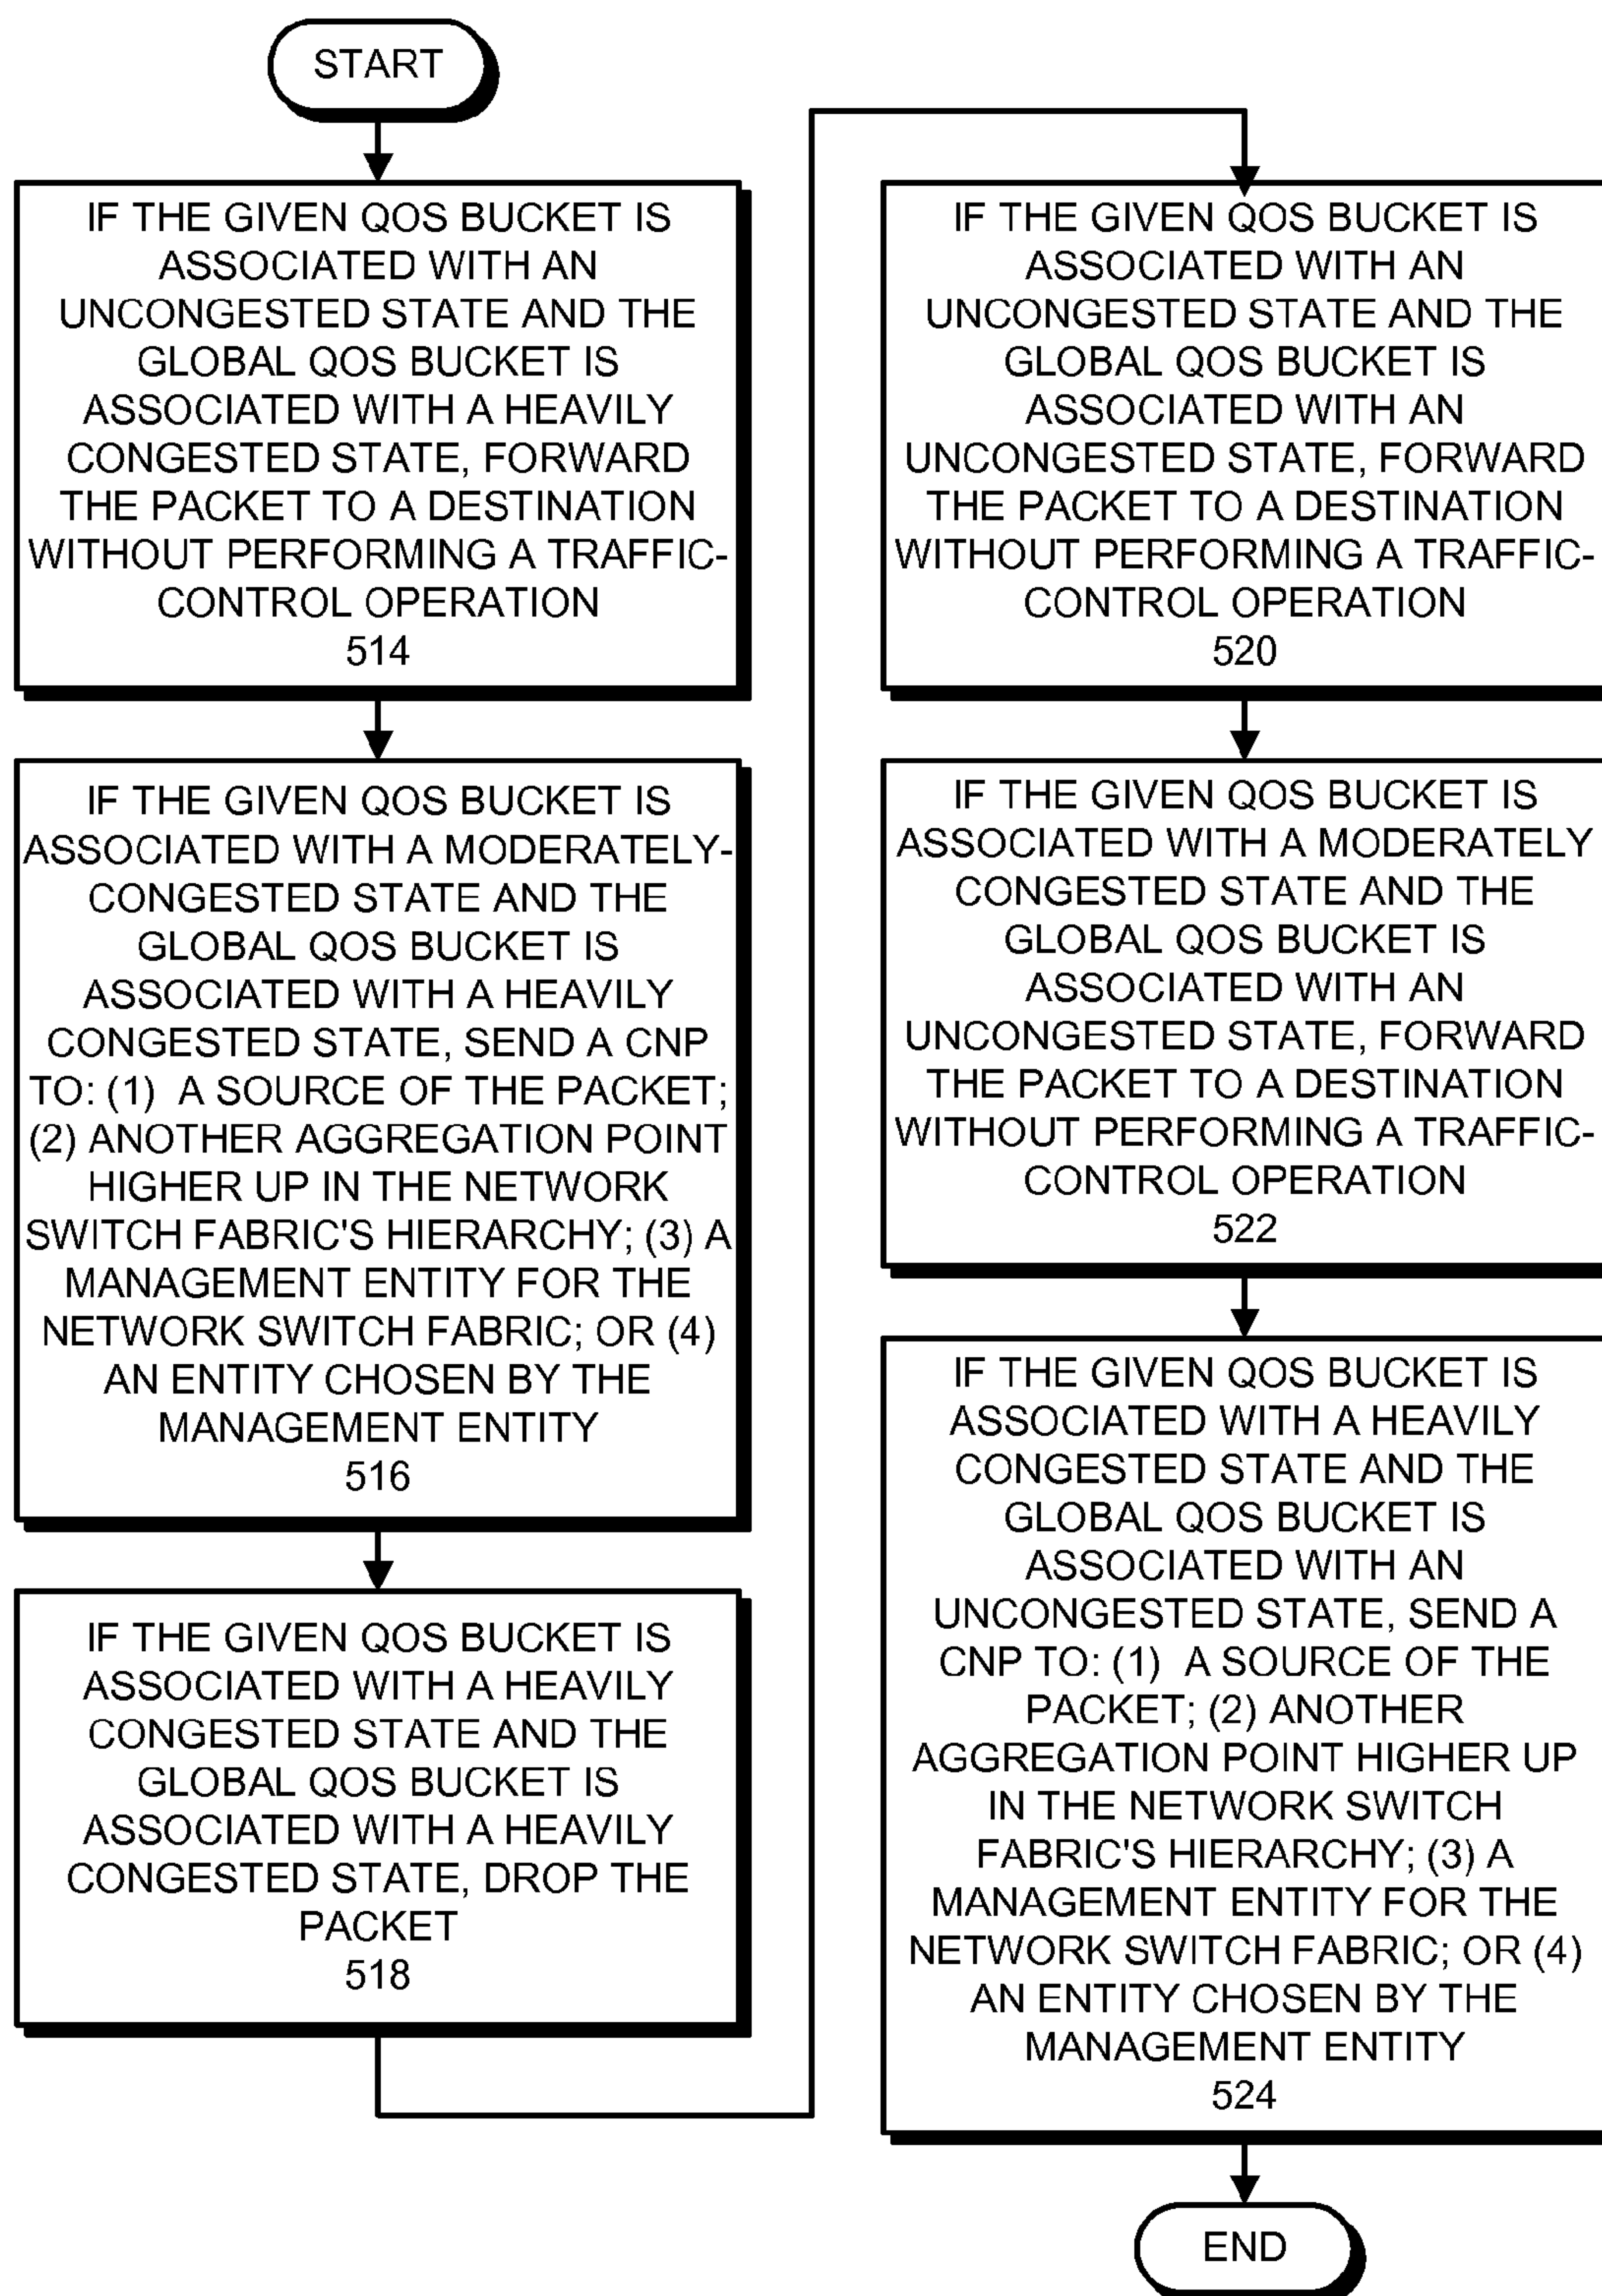 START
IF THE GIVEN QOS BUCKET IS
ASSOCIATED WITH AN
UNCONGESTED STATE AND THE
GLOBAL QOS BUCKET IS
ASSOCIATED WITH A HEAVILY
CONGESTED STATE, FORWARD
THE PACKET TO A DESTINATION
WITHOUT PERFORMING A TRAFFIC-
CONTROL OPERATION
514
IF THE GIVEN QOS BUCKET IS
ASSOCIATED WITH A MODERATELY-
CONGESTED STATE AND THE
GLOBAL QOS BUCKET IS
ASSOCIATED WITH A HEAVILY
CONGESTED STATE, SEND A CNP
TO: (1) A SOURCE OF THE PACKET;
(2) ANOTHER AGGREGATION POINT
HIGHER UP IN THE NETWORK
SWITCH FABRIC'S HIERARCHY; (3) A
MANAGEMENT ENTITY FOR THE
NETWORK SWITCH FABRIC; OR (4)
AN ENTITY CHOSEN BY THE
MANAGEMENT ENTITY
516
IF THE GIVEN QOS BUCKET IS
ASSOCIATED WITH A HEAVILY
CONGESTED STATE AND THE
GLOBAL QOS BUCKET IS
ASSOCIATED WITH A HEAVILY
CONGESTED STATE, DROP THE
PACKET
518
IF THE GIVEN QOS BUCKET IS
ASSOCIATED WITH AN
UNCONGESTED STATE AND THE
GLOBAL QOS BUCKET IS
ASSOCIATED WITH AN
UNCONGESTED STATE, FORWARD
THE PACKET TO A DESTINATION
WITHOUT PERFORMING A TRAFFIC-
CONTROL OPERATION
520
IF THE GIVEN QOS BUCKET IS
ASSOCIATED WITH A MODERATELY
CONGESTED STATE AND THE
GLOBAL QOS BUCKET IS
ASSOCIATED WITH AN
UNCONGESTED STATE, FORWARD
THE PACKET TO A DESTINATION
WITHOUT PERFORMING A TRAFFIC-
CONTROL OPERATION
522
IF THE GIVEN QOS BUCKET IS
ASSOCIATED WITH A HEAVILY
CONGESTED STATE AND THE
GLOBAL QOS BUCKET IS
ASSOCIATED WITH AN
UNCONGESTED STATE, SEND A
CNP TO: (1) A SOURCE OF THE
PACKET; (2) ANOTHER
AGGREGATION POINT HIGHER UP
IN THE NETWORK SWITCH
FABRIC'S HIERARCHY; (3) A
MANAGEMENT ENTITY FOR THE
NETWORK SWITCH FABRIC; OR (4)
AN ENTITY CHOSEN BY THE
MANAGEMENT ENTITY
524
END